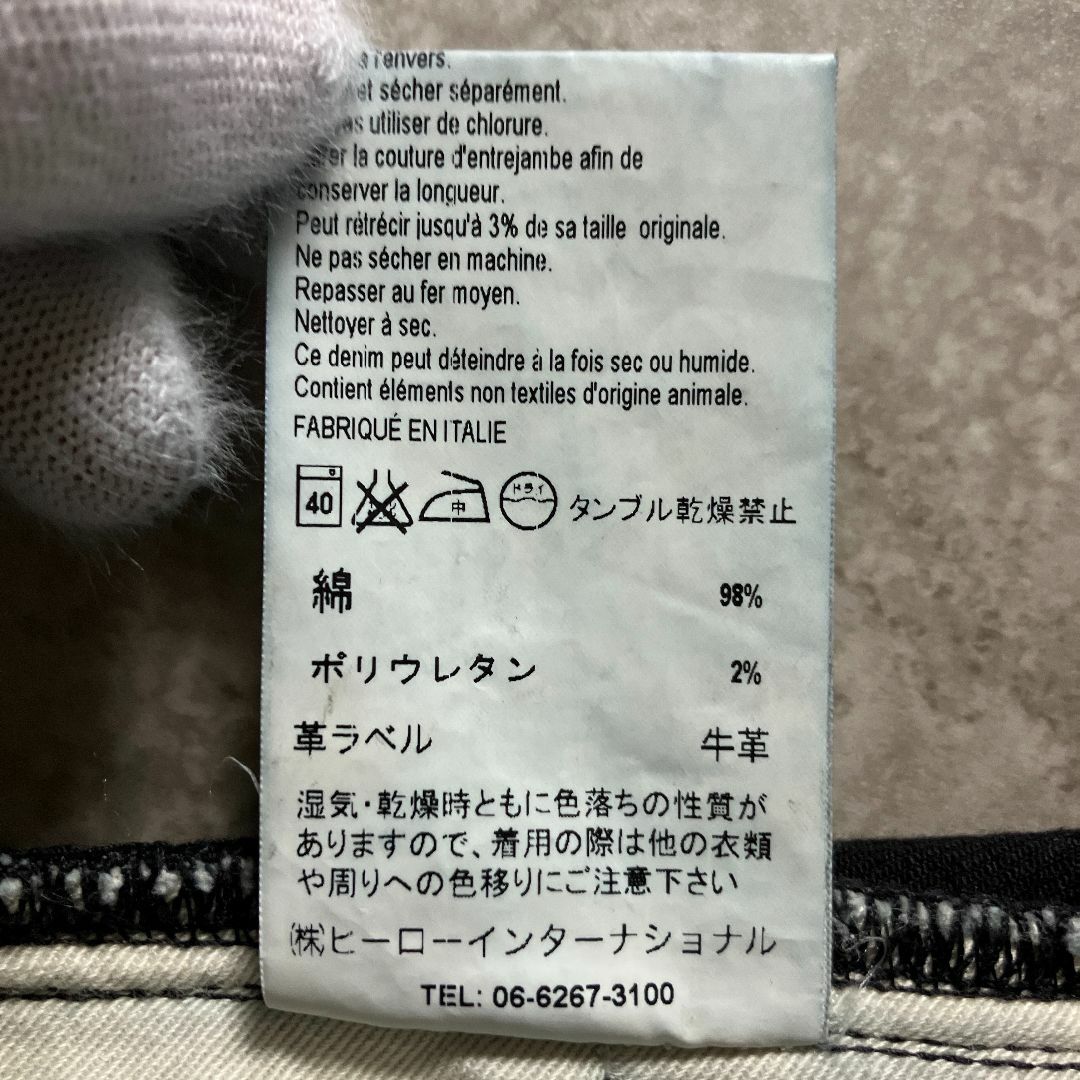 l'envers.
et sécher séparément.
utiliser de chlorure.
la couture d'entrejambe afin de
conserver la longueur.
Peut rétrécir jusqu'à 3% de sa taille originale.
Ne pas sécher en machine.
Repasser au fer moyen.
Nettoyer à sec.
Ce denim peut déteindre à la fois sec ou humide.
Contient éléments non textiles d'origine animale.
FABRIQUÉ EN ITALIE
40 中 ドライ タンブル乾燥禁止
綿 98%
ポリウレタン 2%
革ラベル 牛革
湿気・乾燥時ともに色落ちの性質が
ありますので、着用の際は他の衣類
や周りへの色移りにご注意下さい
(株)ヒーローインターナショナル
TEL: 06-6267-3100